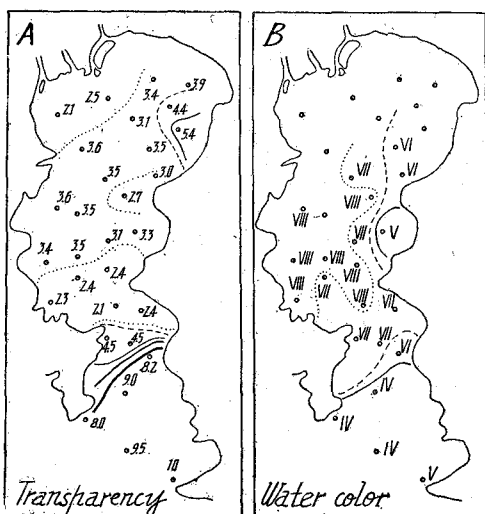 A
3.9
3.4
2.5
4.4
2.1
3.1
5.4
3.6
3.5
3.5
3.0
2.7
3.6
3.5
3.1
3.3
3.4
3.5
2.4
2.4
2.3
2.1
2.4
4.5
4.5
8.2
9.0
8.0
9.5
10
Transparency
B
VI
VII
VI
VIII
VIII
V
VII
VIII
VIII
VIII
VIII
VII
VIII
VII
VII
VII
VI
IV
IV
IV
V
Water color